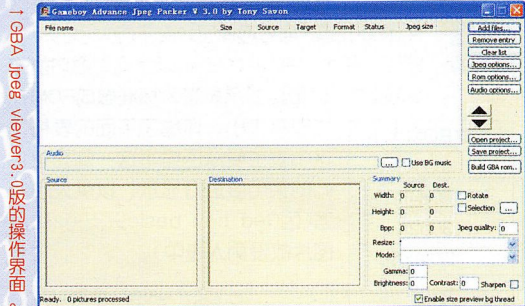 Gameboy Advance Jpeg Packer V 3.0 by Tony Savon
File name Size Source Target Format Status Jpeg size
Add files...
Remove entry
Clear list
Jpeg options...
Rom options...
Audio options...
Open project...
Save project...
Build GBA rom...
Audio
... Use BG music
Source
Destination
Summary
Source Dest.
Width: 0 0 Rotate
Height: 0 0 Selection ...
Bpp: 0 0 Jpeg quality: 0
Resize:
Mode:
Gamma: 0
Brightness: 0 Contrast: 0 Sharpen
Ready. 0 pictures processed
Enable size preview bg thread
↑GBA jpeg viewer3.0版的操作界面